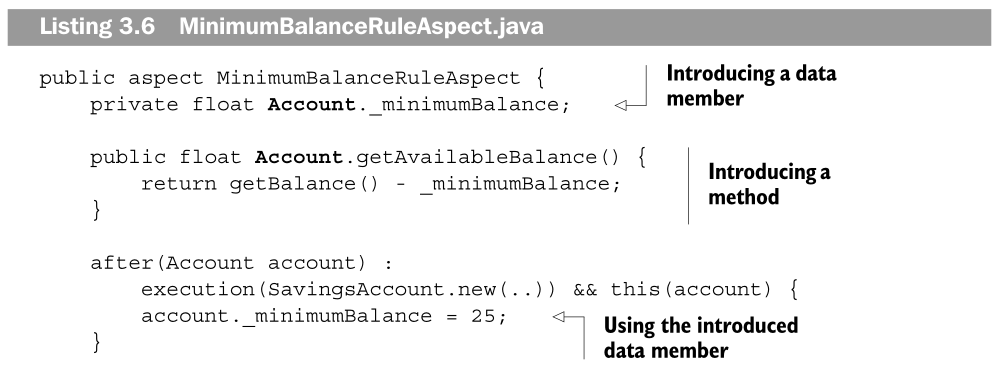 Listing 3.6 MinimumBalanceRuleAspect.java
public aspect MinimumBalanceRuleAspect {
Introducing a data
member
private float Account._minimumBalance;
public float Account.getAvailableBalance() {
return getBalance() - _minimumBalance;
}
Introducing a
method
after(Account account) :
execution(SavingsAccount.new(..)) && this(account) {
account._minimumBalance = 25;
}
Using the introduced
data member